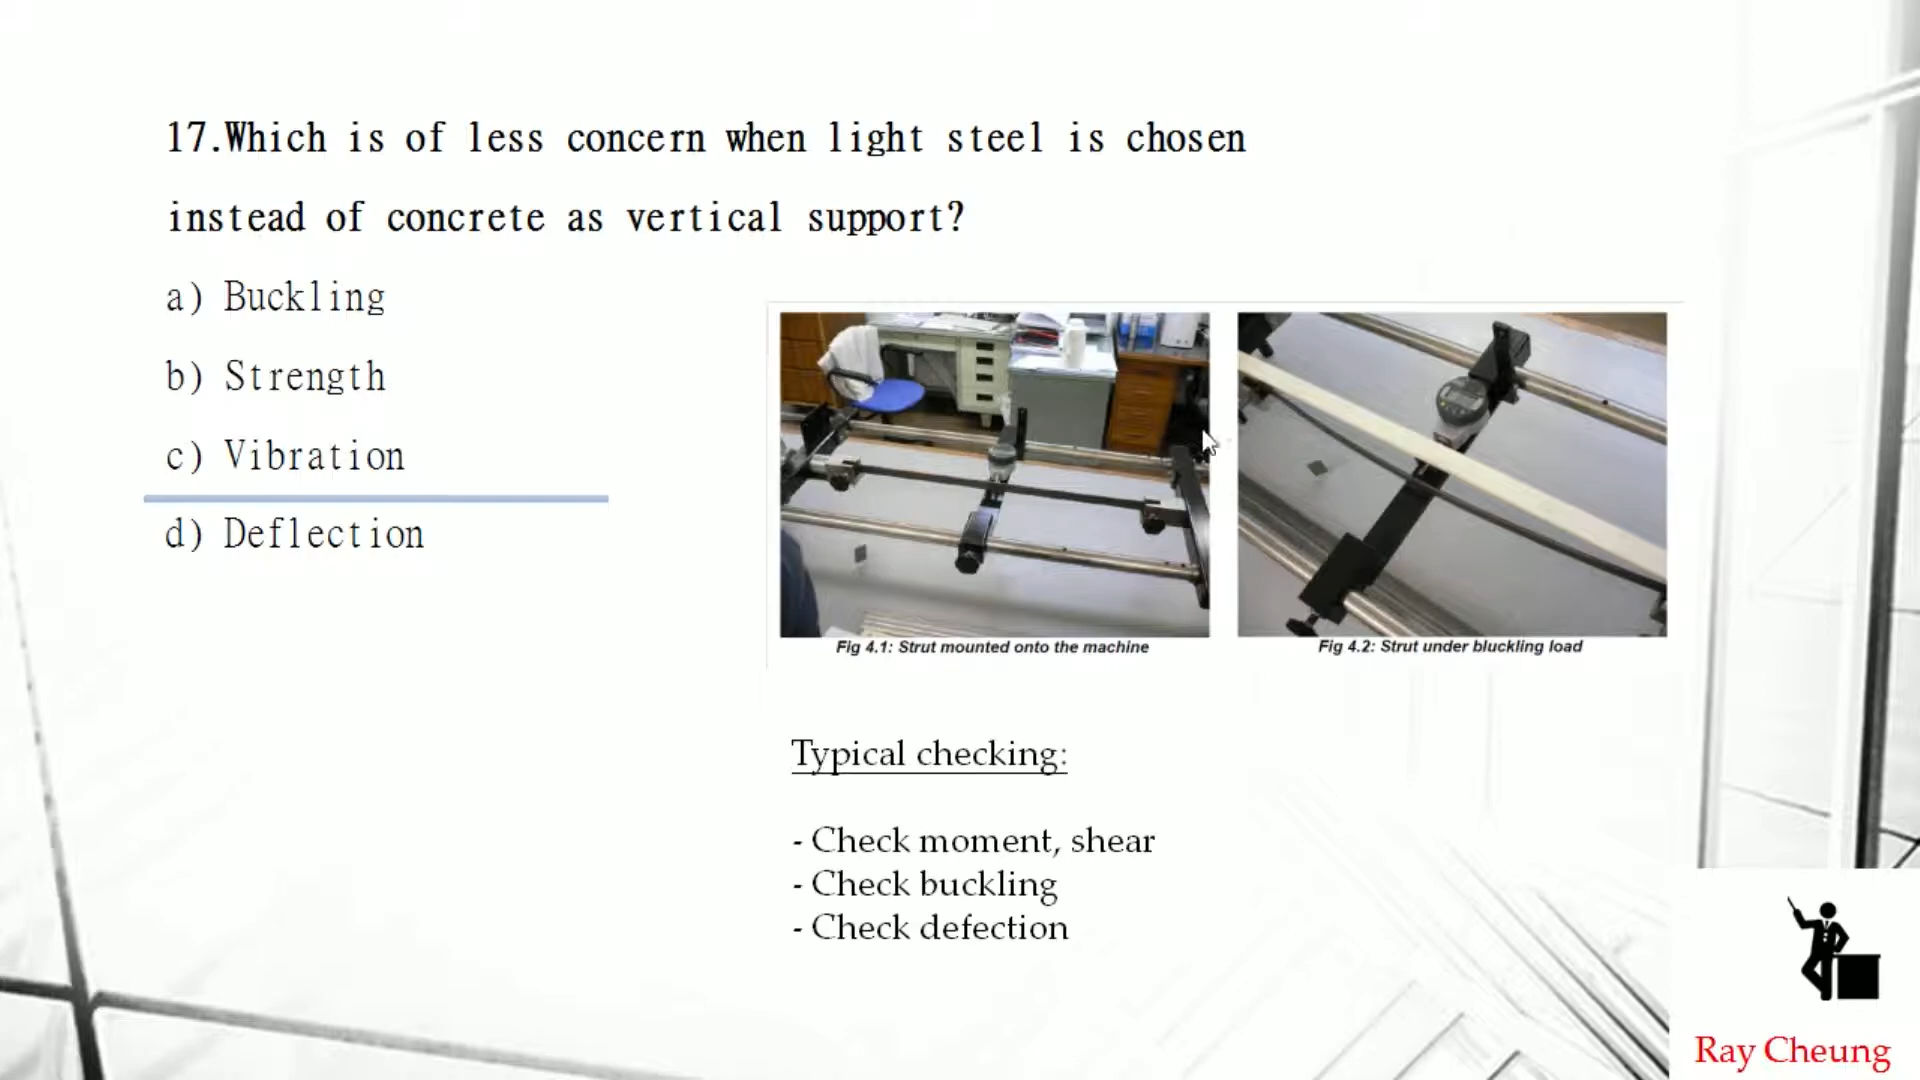 17.Which is of less concern when light steel is chosen
instead of concrete as vertical support?
a) Buckling
b) Strength
c) Vibration
d) Deflection
Fig 4.1: Strut mounted onto the machine
Fig 4.2: Strut under bluckling load
Typical checking:
- Check moment, shear
- Check buckling
- Check defection
Ray Cheung